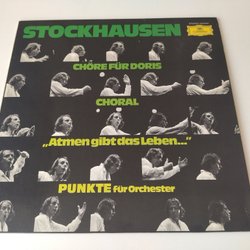 STOCKHAUSEN
CHÖRE FÜR DORIS
CHORAL
„Atmen gibt das Leben..."
PUNKTE für Orchester